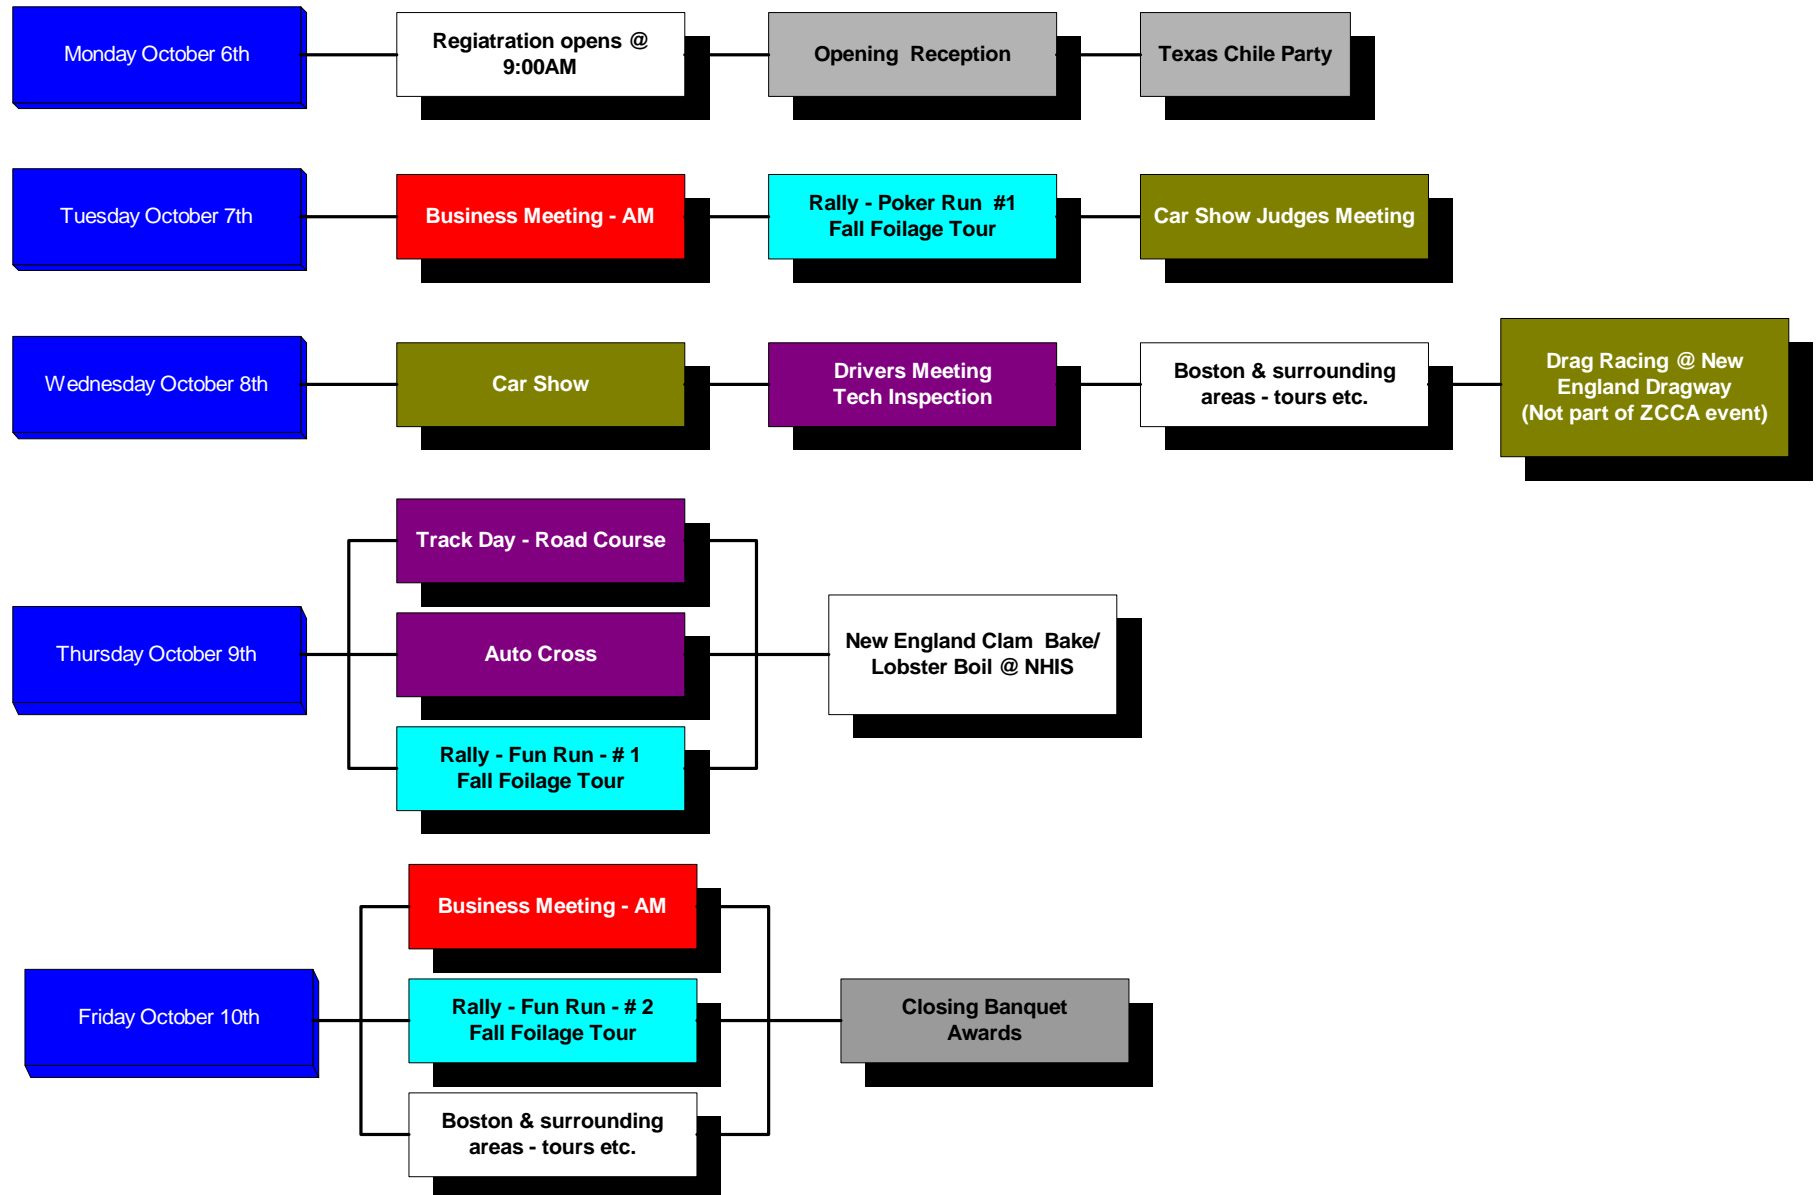 Monday October 6th
Regiatration opens @
9:00AM
Opening Reception
Texas Chile Party
Tuesday October 7th
Business Meeting - AM
Rally - Poker Run #1
Fall Foilage Tour
Car Show Judges Meeting
Wednesday October 8th
Car Show
Drivers Meeting
Tech Inspection
Boston & surrounding
areas - tours etc.
Drag Racing @ New
England Dragway
(Not part of ZCCA event)
Thursday October 9th
Track Day - Road Course
Auto Cross
Rally - Fun Run - # 1
Fall Foilage Tour
New England Clam Bake/
Lobster Boil @ NHIS
Friday October 10th
Business Meeting - AM
Rally - Fun Run - # 2
Fall Foilage Tour
Boston & surrounding
areas - tours etc.
Closing Banquet
Awards